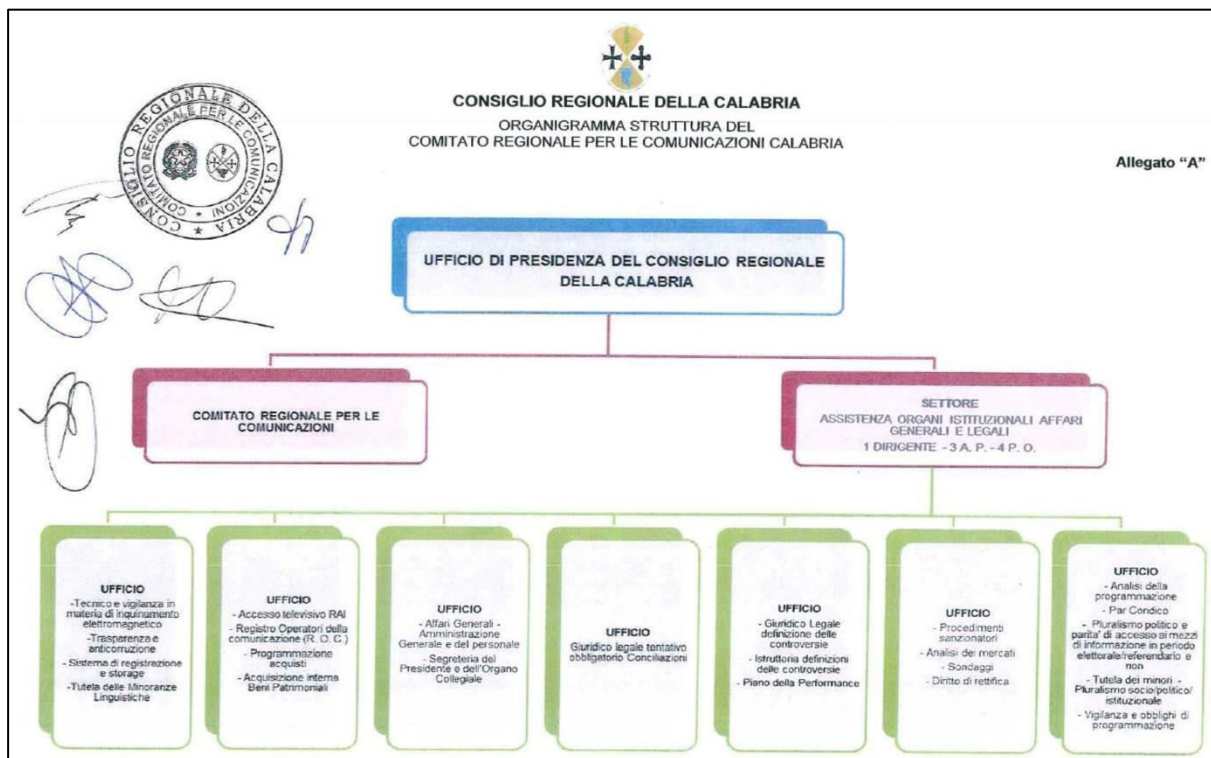 CONSIGLIO REGIONALE DELLA CALABRIA
ORGANIGRAMMA STRUTTURA DEL
COMITATO REGIONALE PER LE COMUNICAZIONI CALABRIA
CONSIGLIO REGIONALE DELLA CALABRIA
COMITATO REGIONALE PER LE COMUNICAZIONI
Allegato "A"
UFFICIO DI PRESIDENZA DEL CONSIGLIO REGIONALE
DELLA CALABRIA
COMITATO REGIONALE PER LE
COMUNICAZIONI
SETTORE
ASSISTENZA ORGANI ISTITUZIONALI AFFARI
GENERALI E LEGALI
1 DIRIGENTE - 3 A. P. - 4 P. O.
UFFICIO
-Tecnico e vigilanza in
materia di inquinamento
elettromagnetico
-Trasparenza e
anticorruzione
- Sistema di registrazione
e storage
-Tutela delle Minoranze
Linguistiche
UFFICIO
- Accesso televisivo RAI
- Registro Operatori della
comunicazione (R. O. C.)
- Programmazione
acquisti
- Acquisizione interna
Beni Patrimoniali
UFFICIO
- Affari Generali -
Amministrazione
Generale e del personale
- Segreteria del
Presidente e dell'Organo
Collegiale
UFFICIO
Giuridico legale tentativo
obbligatorio Conciliazioni
UFFICIO
- Giuridico Legale
definizione delle
controversie
- Istruttoria definizioni
delle controversie
- Piano della Performance
UFFICIO
- Procedimenti
sanzionatori
- Analisi dei mercati
- Sondaggi
- Diritto di rettifica
UFFICIO
- Analisi della
programmazione
- Par Condico
- Pluralismo politico e
parita' di accesso ai mezzi
di informazione in periodo
elettorale/referendario e
non
- Tutela dei minori -
Pluralismo socio/politico/
istituzionale
- Vigilanza e obblighi di
programmazione